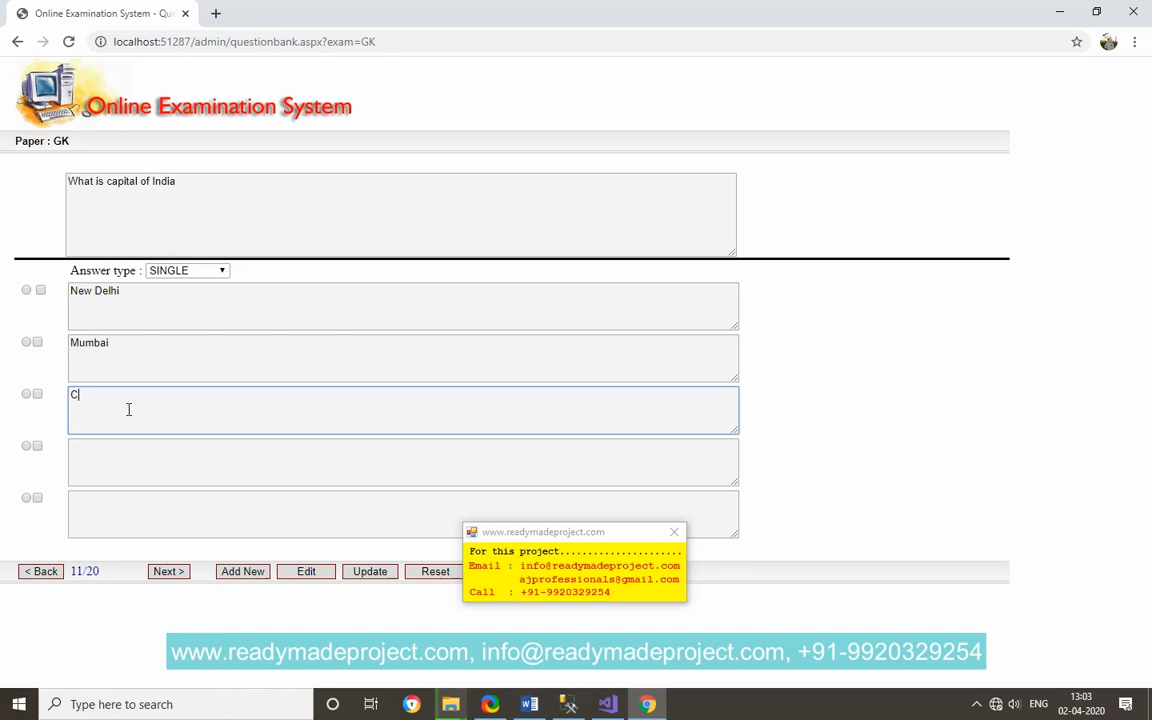 Online Examination System - Qu
localhost:51287/admin/questionbank.aspx?exam=GK
Online Examination System
Paper : GK
What is capital of India
Answer type : SINGLE
New Delhi
Mumbai
C
www.readymadeproject.com
For this project......................
Email : info@readymadeproject.com
ajprofessionals@gmail.com
Call : +91-9920329254
< Back 11/20 Next > Add New Edit Update Reset
www.readymadeproject.com, info@readymadeproject.com, +91-9920329254
Type here to search
ENG
13:03
02-04-2020